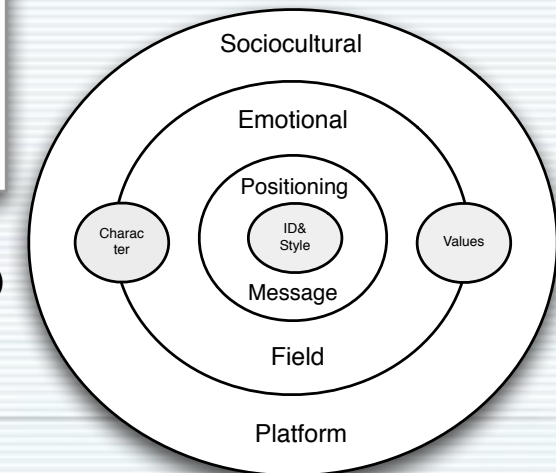 Sociocultural
Emotional
Positioning
Charac
ter
ID&
Style
Values
Message
Field
Platform